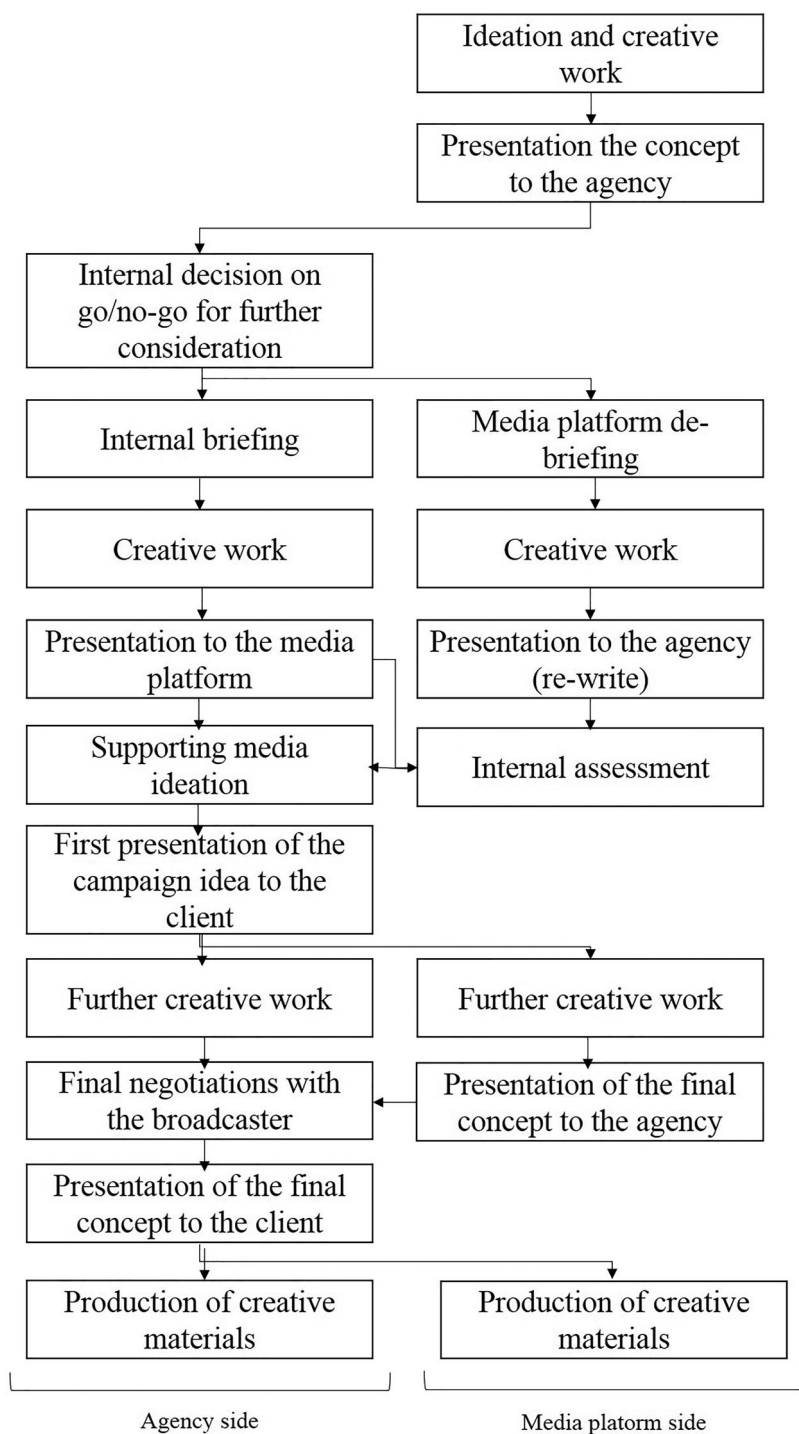 Ideation and creative
work
Presentation the concept
to the agency
Internal decision on
go/no-go for further
consideration
Internal briefing
Media platform de-
briefing
Creative work
Creative work
Presentation to the media
platform
Presentation to the agency
(re-write)
Supporting media
ideation
Internal assessment
First presentation of the
campaign idea to the
client
Further creative work
Further creative work
Final negotiations with
the broadcaster
Presentation of the final
concept to the agency
Presentation of the final
concept to the client
Production of creative
materials
Production of creative
materials
Agency side
Media platorm side